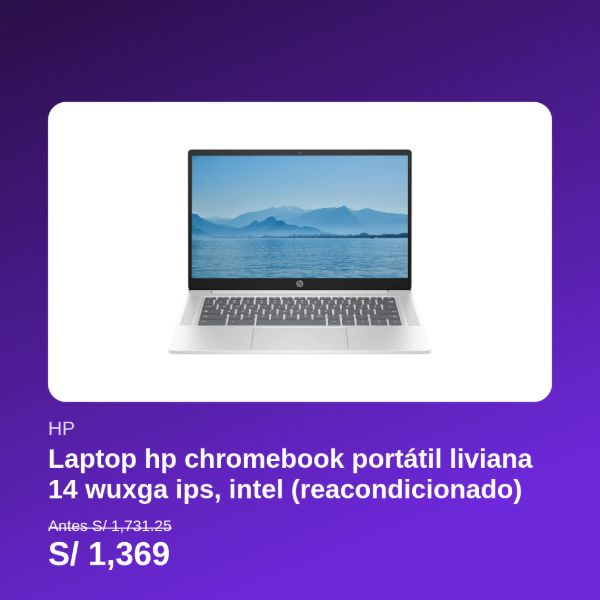 HP
Laptop hp chromebook portátil liviana
14 wuxga ips, intel (reacondicionado)
Antes S/ 1,731.25
S/ 1,369